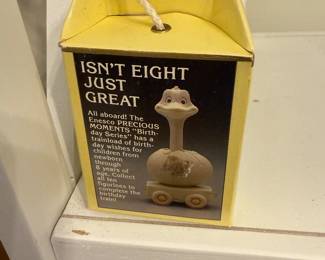 ISN'T EIGHT
JUST
GREAT
All aboard! The
Enesco PRECIOUS
MOMENTS "Birth-
day Series" has a
trainload of birth-
day wishes for
children from
newborn
through
8 years of
age. Collect
all ten
figurines to
complete the
birthday
train!